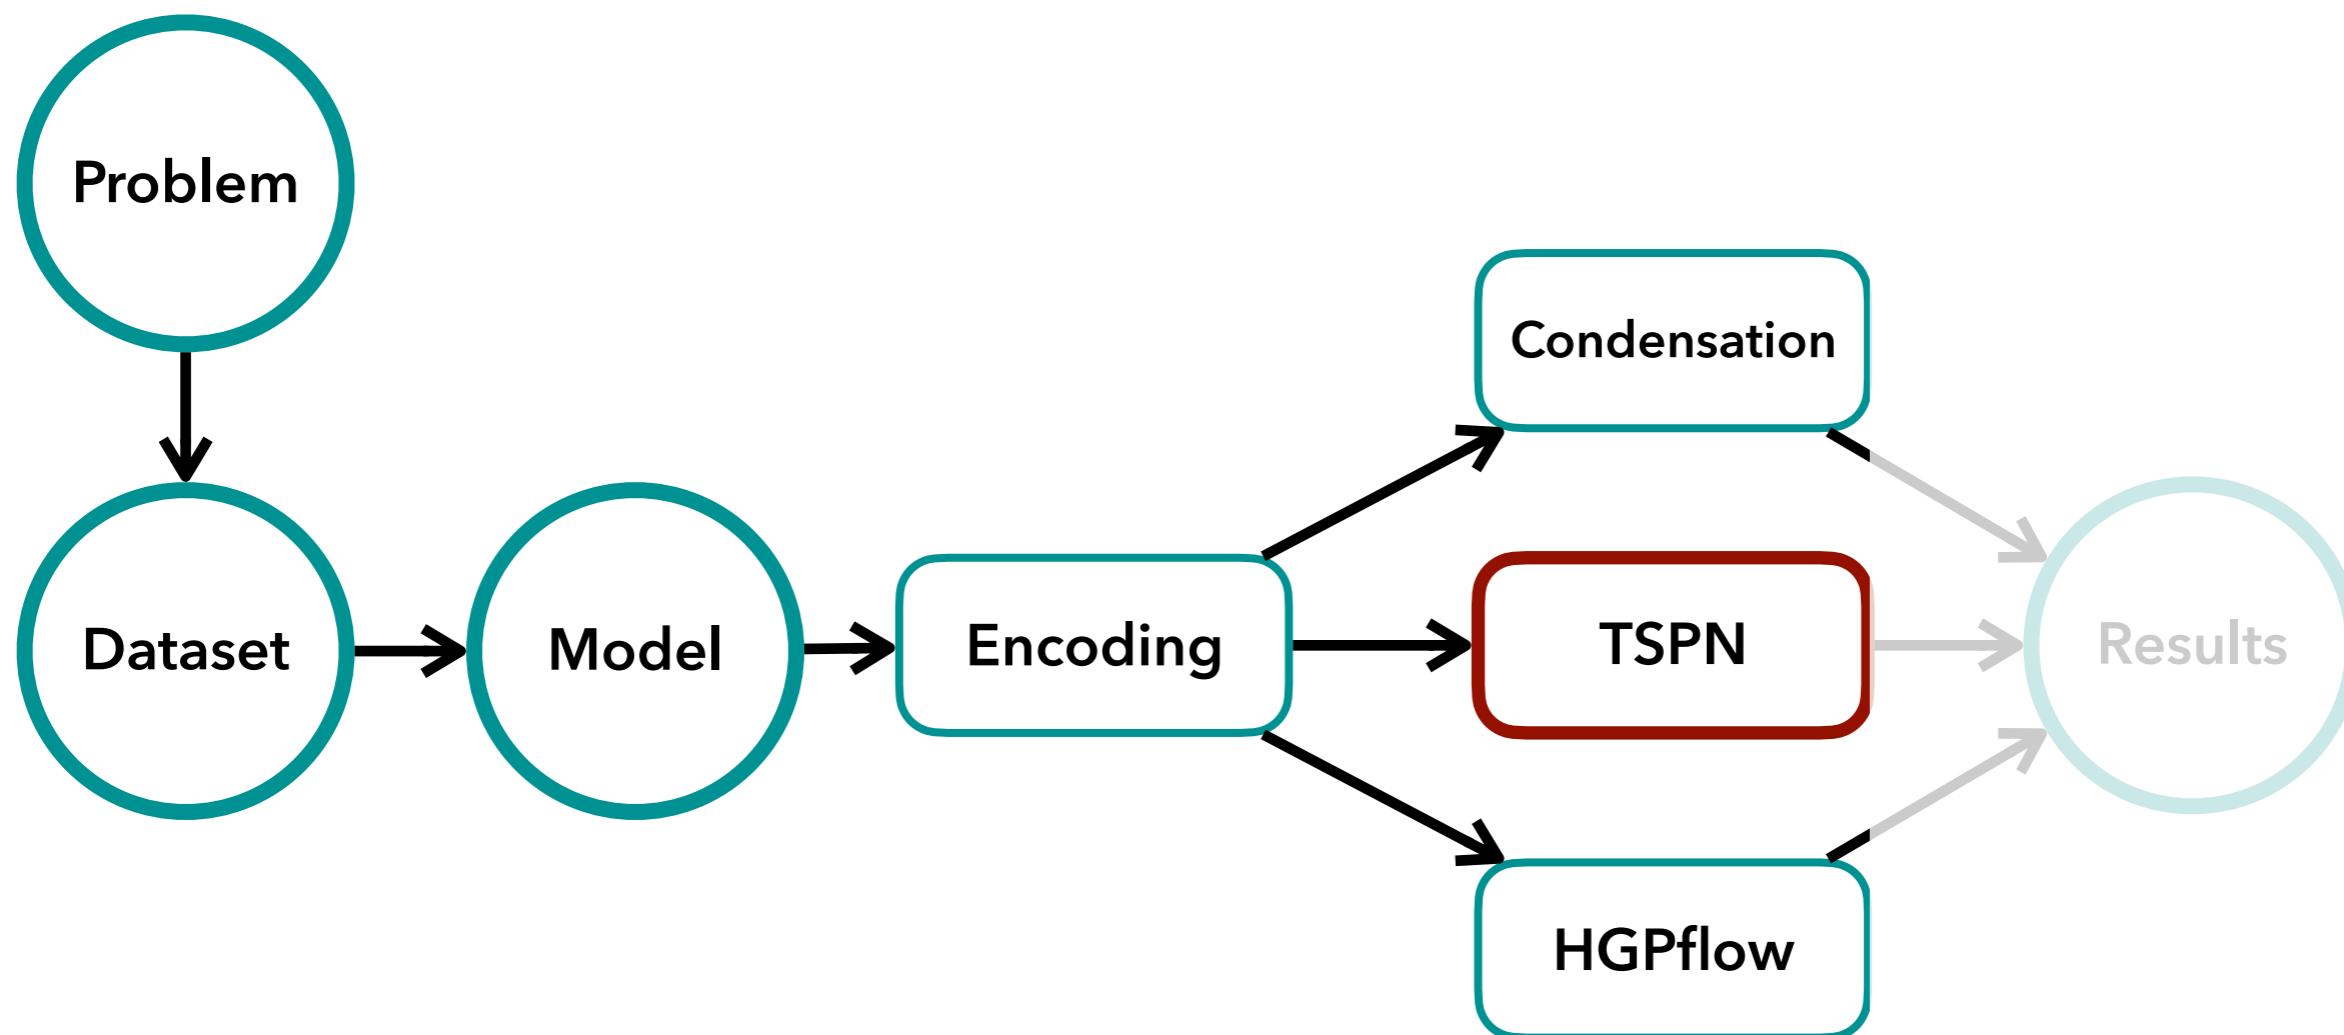 Problem
Dataset
Model
Encoding
Condensation
TSPN
HGPflow
Results